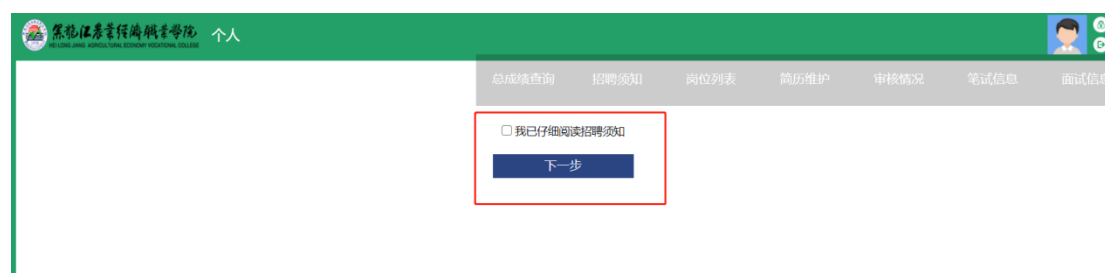 黑龙江农业经济职业学院 个人
HEI LONG JIANG AGRICULTURAL ECONOMY VOCATIONAL COLLEGE
总成绩查询 招聘须知 岗位列表 简历维护 审核情况 笔试信息 面试信息
我已仔细阅读招聘须知
下一步